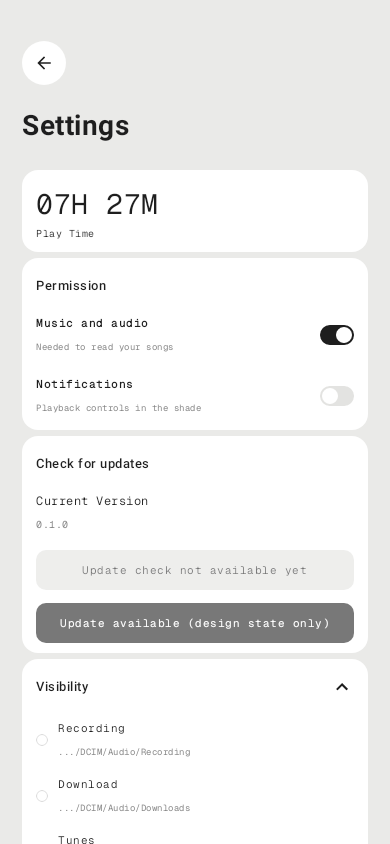 Settings
07H 27M
Play Time
Permission
Music and audio
Needed to read your songs
Notifications
Playback controls in the shade
Check for updates
Current Version
0.1.0
Update check not available yet
Update available (design state only)
Visibility
Recording
.../DCIM/Audio/Recording
Download
.../DCIM/Audio/Downloads
Tunes